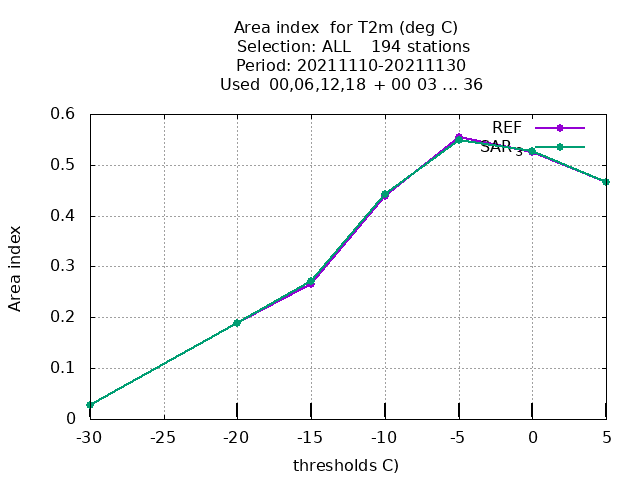 Area index for T2m (deg C)
Selection: ALL 194 stations
Period: 20211110-20211130
Used 00,06,12,18 + 00 03 ... 36
REF
SAR 3
0.6
0.5
0.4
0.3
0.2
0.1
0
Area index
-30 -25 -20 -15 -10 -5 0 5
thresholds C)